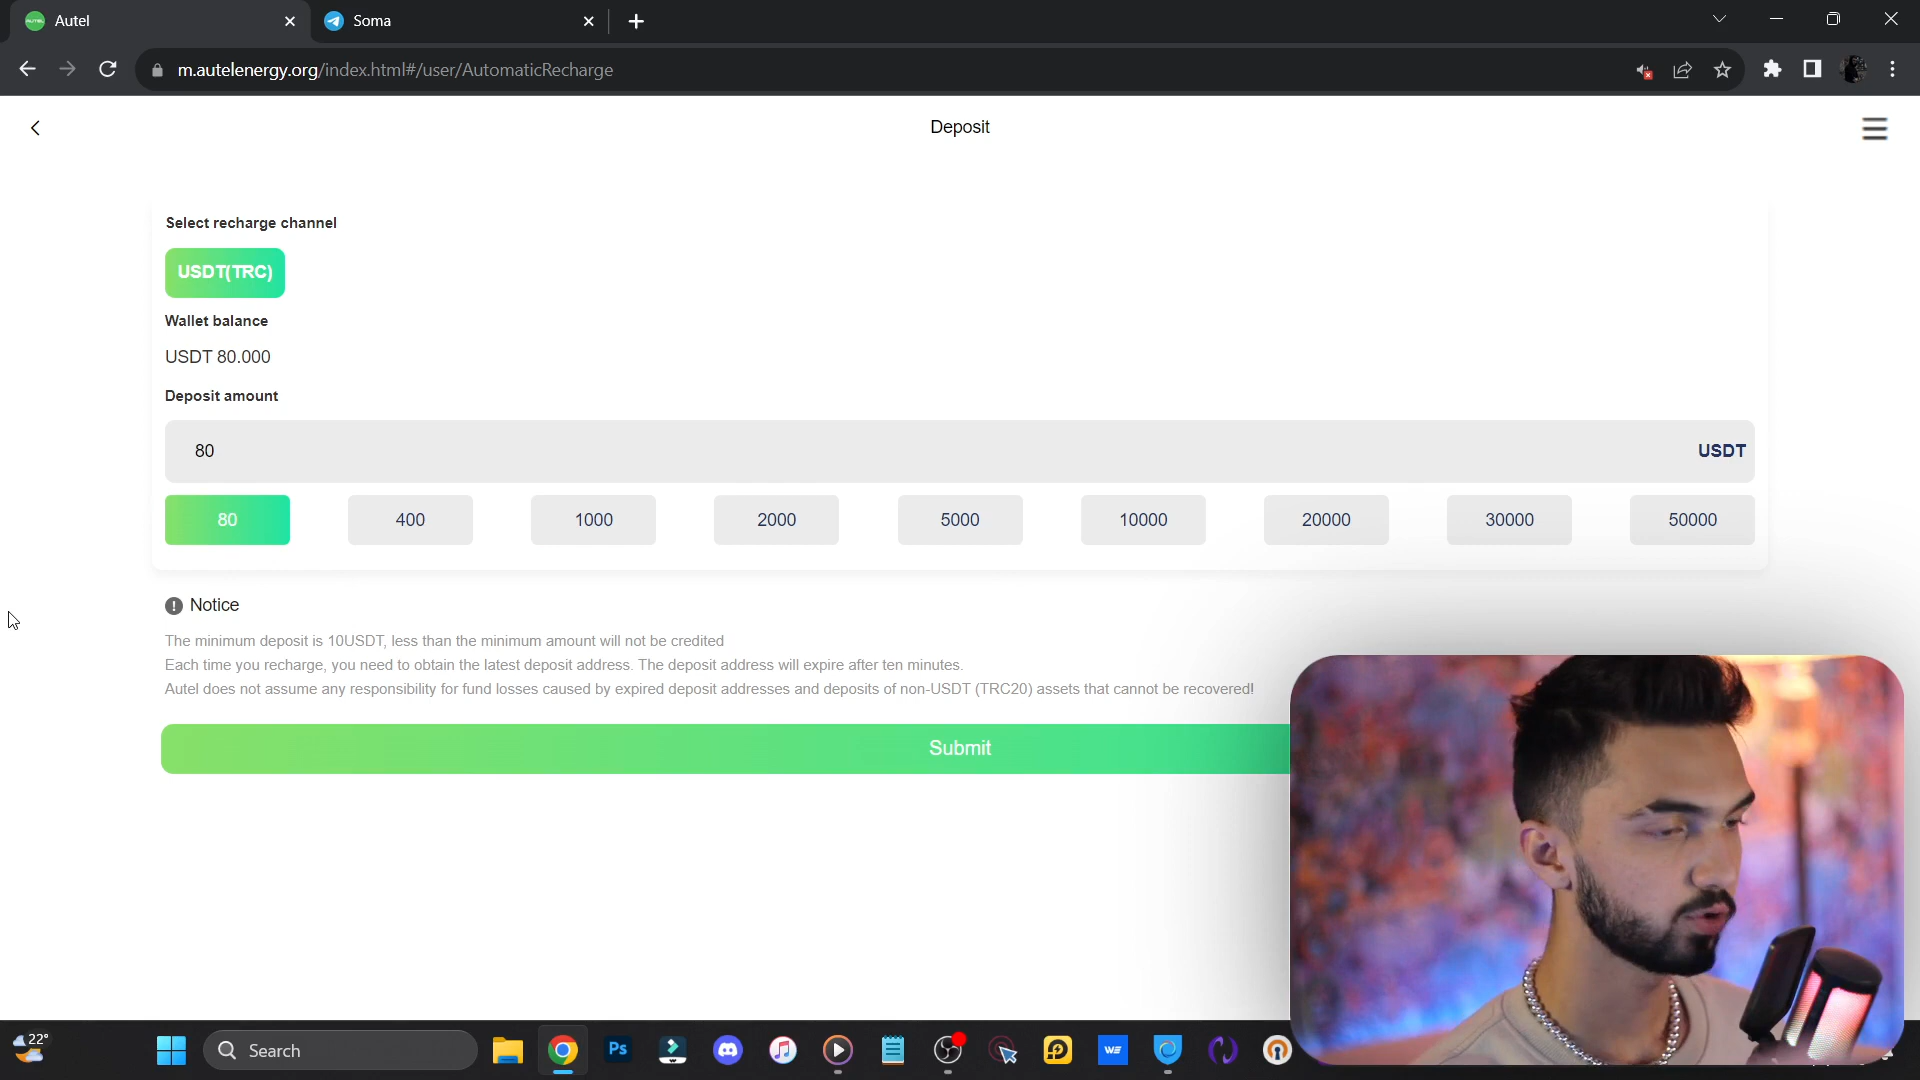 Autel
Soma
m.autelenergy.org/index.html#/user/AutomaticRecharge
Deposit
Select recharge channel
USDT(TRC)
Wallet balance
USDT 80.000
Deposit amount
80 USDT
80 400 1000 2000 5000 10000 20000 30000 50000
Notice
The minimum deposit is 10USDT, less than the minimum amount will not be credited
Each time you recharge, you need to obtain the latest deposit address. The deposit address will expire after ten minutes.
Autel does not assume any responsibility for fund losses caused by expired deposit addresses and deposits of non-USDT (TRC20) assets that cannot be recovered!
Submit
22°
Search
Ps
WE